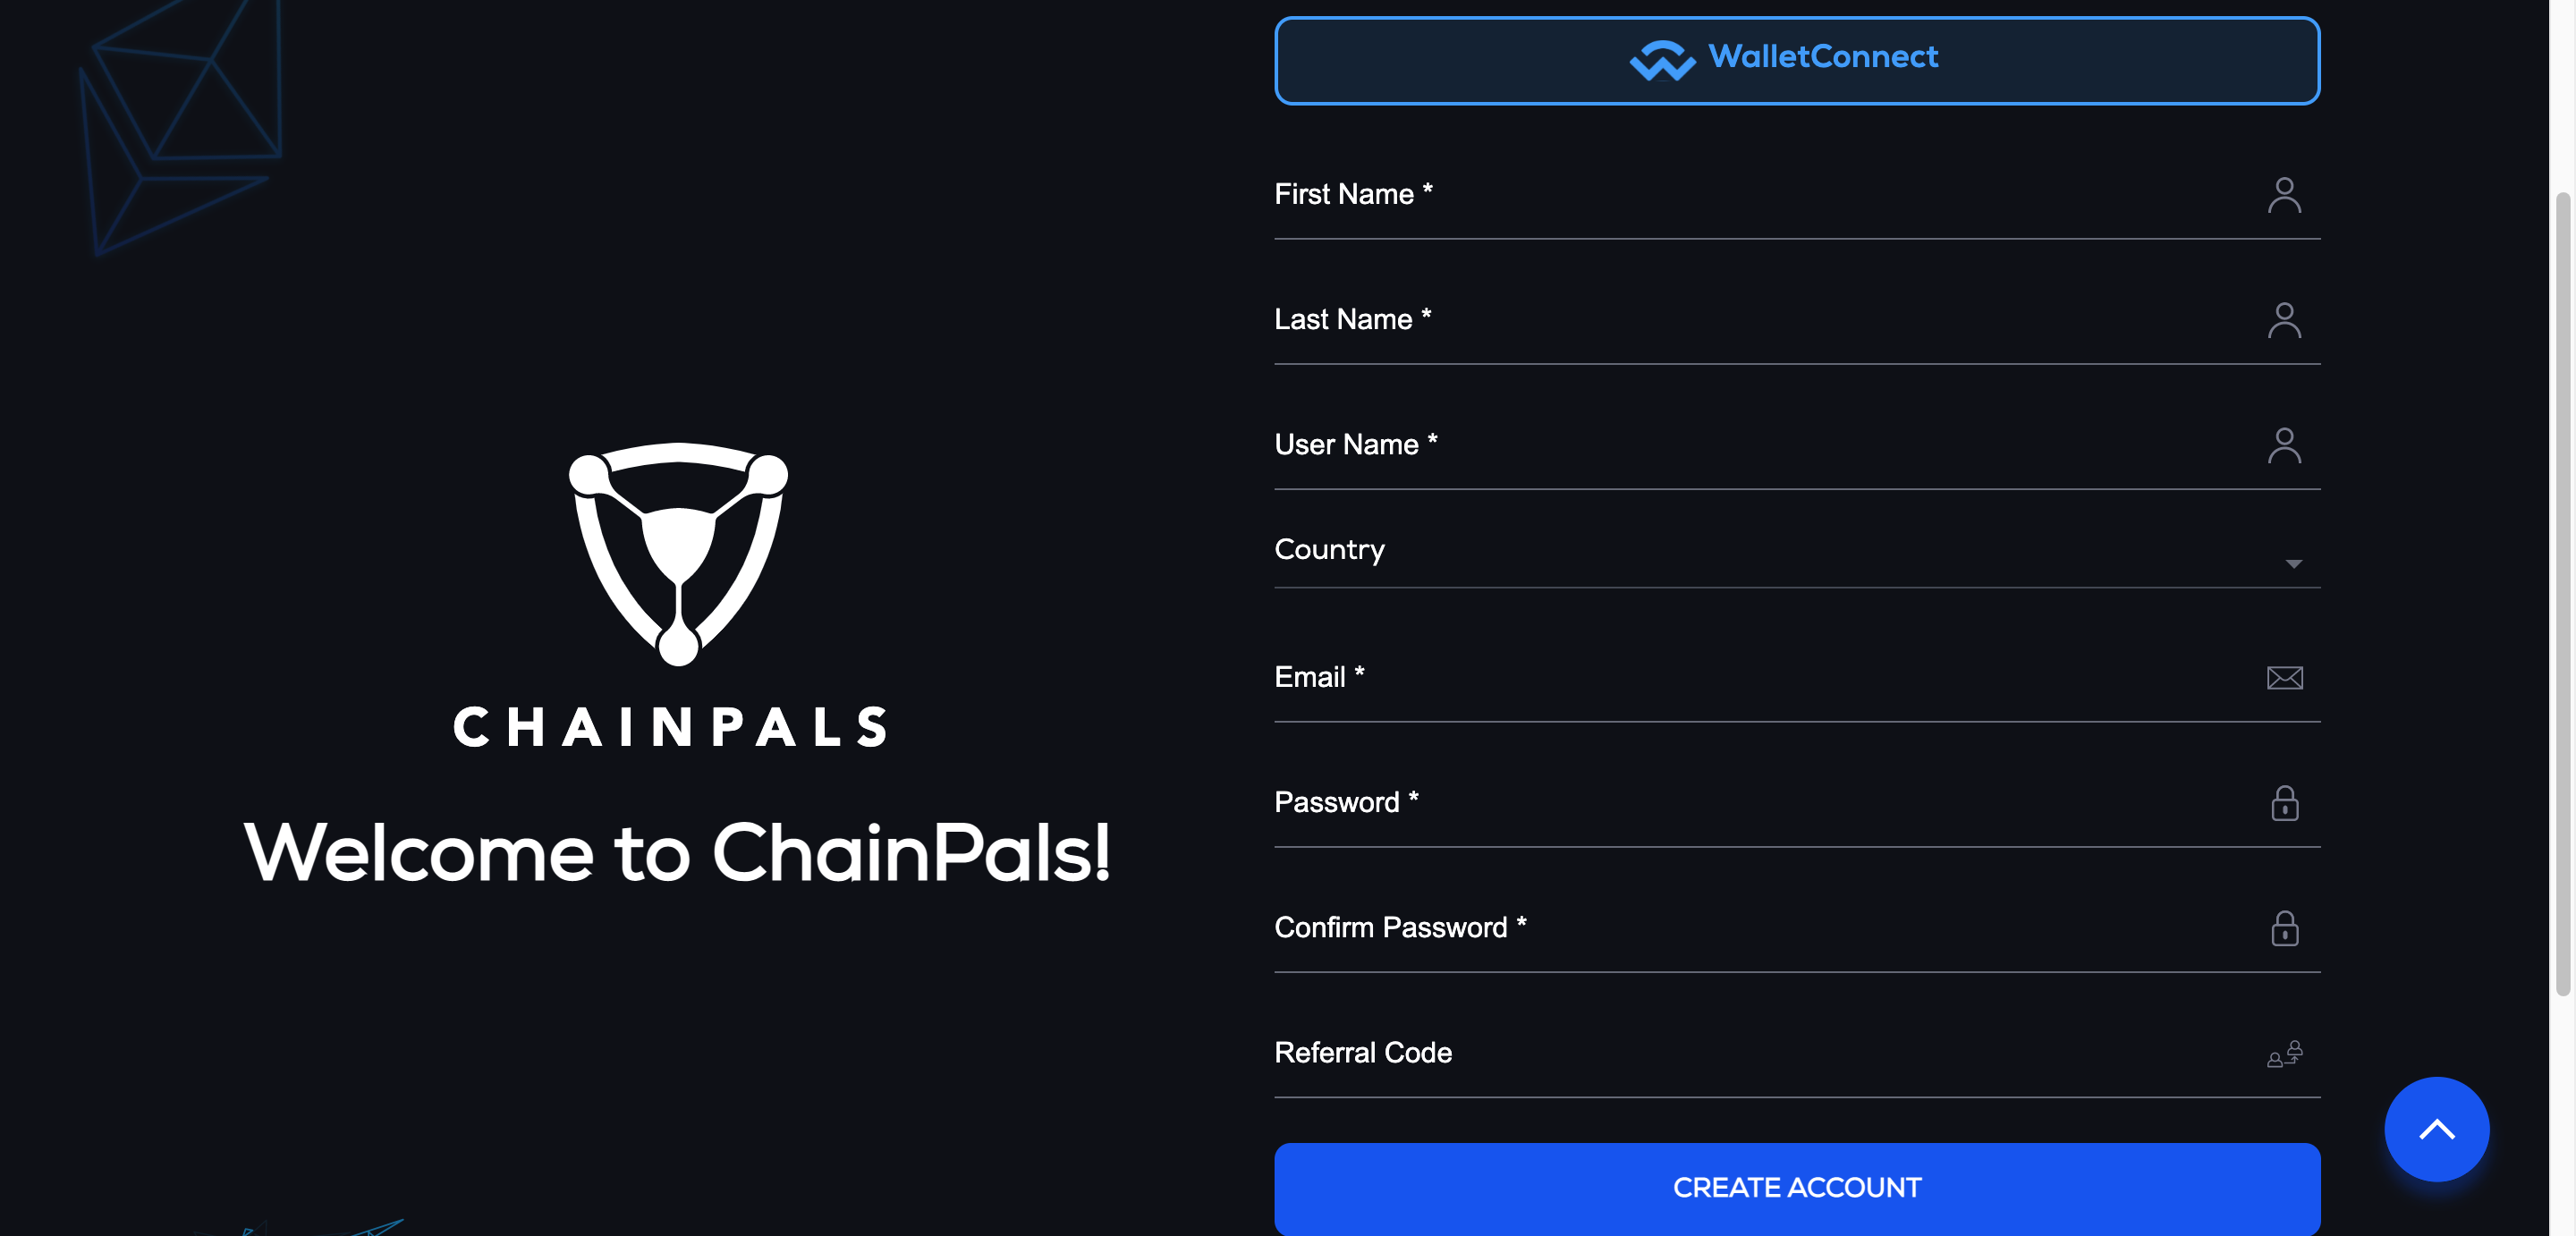 WalletConnect
First Name *
Last Name *
User Name *
Country
Email *
Password *
Confirm Password *
Referral Code
CREATE ACCOUNT
CHAINPALS
Welcome to ChainPals!